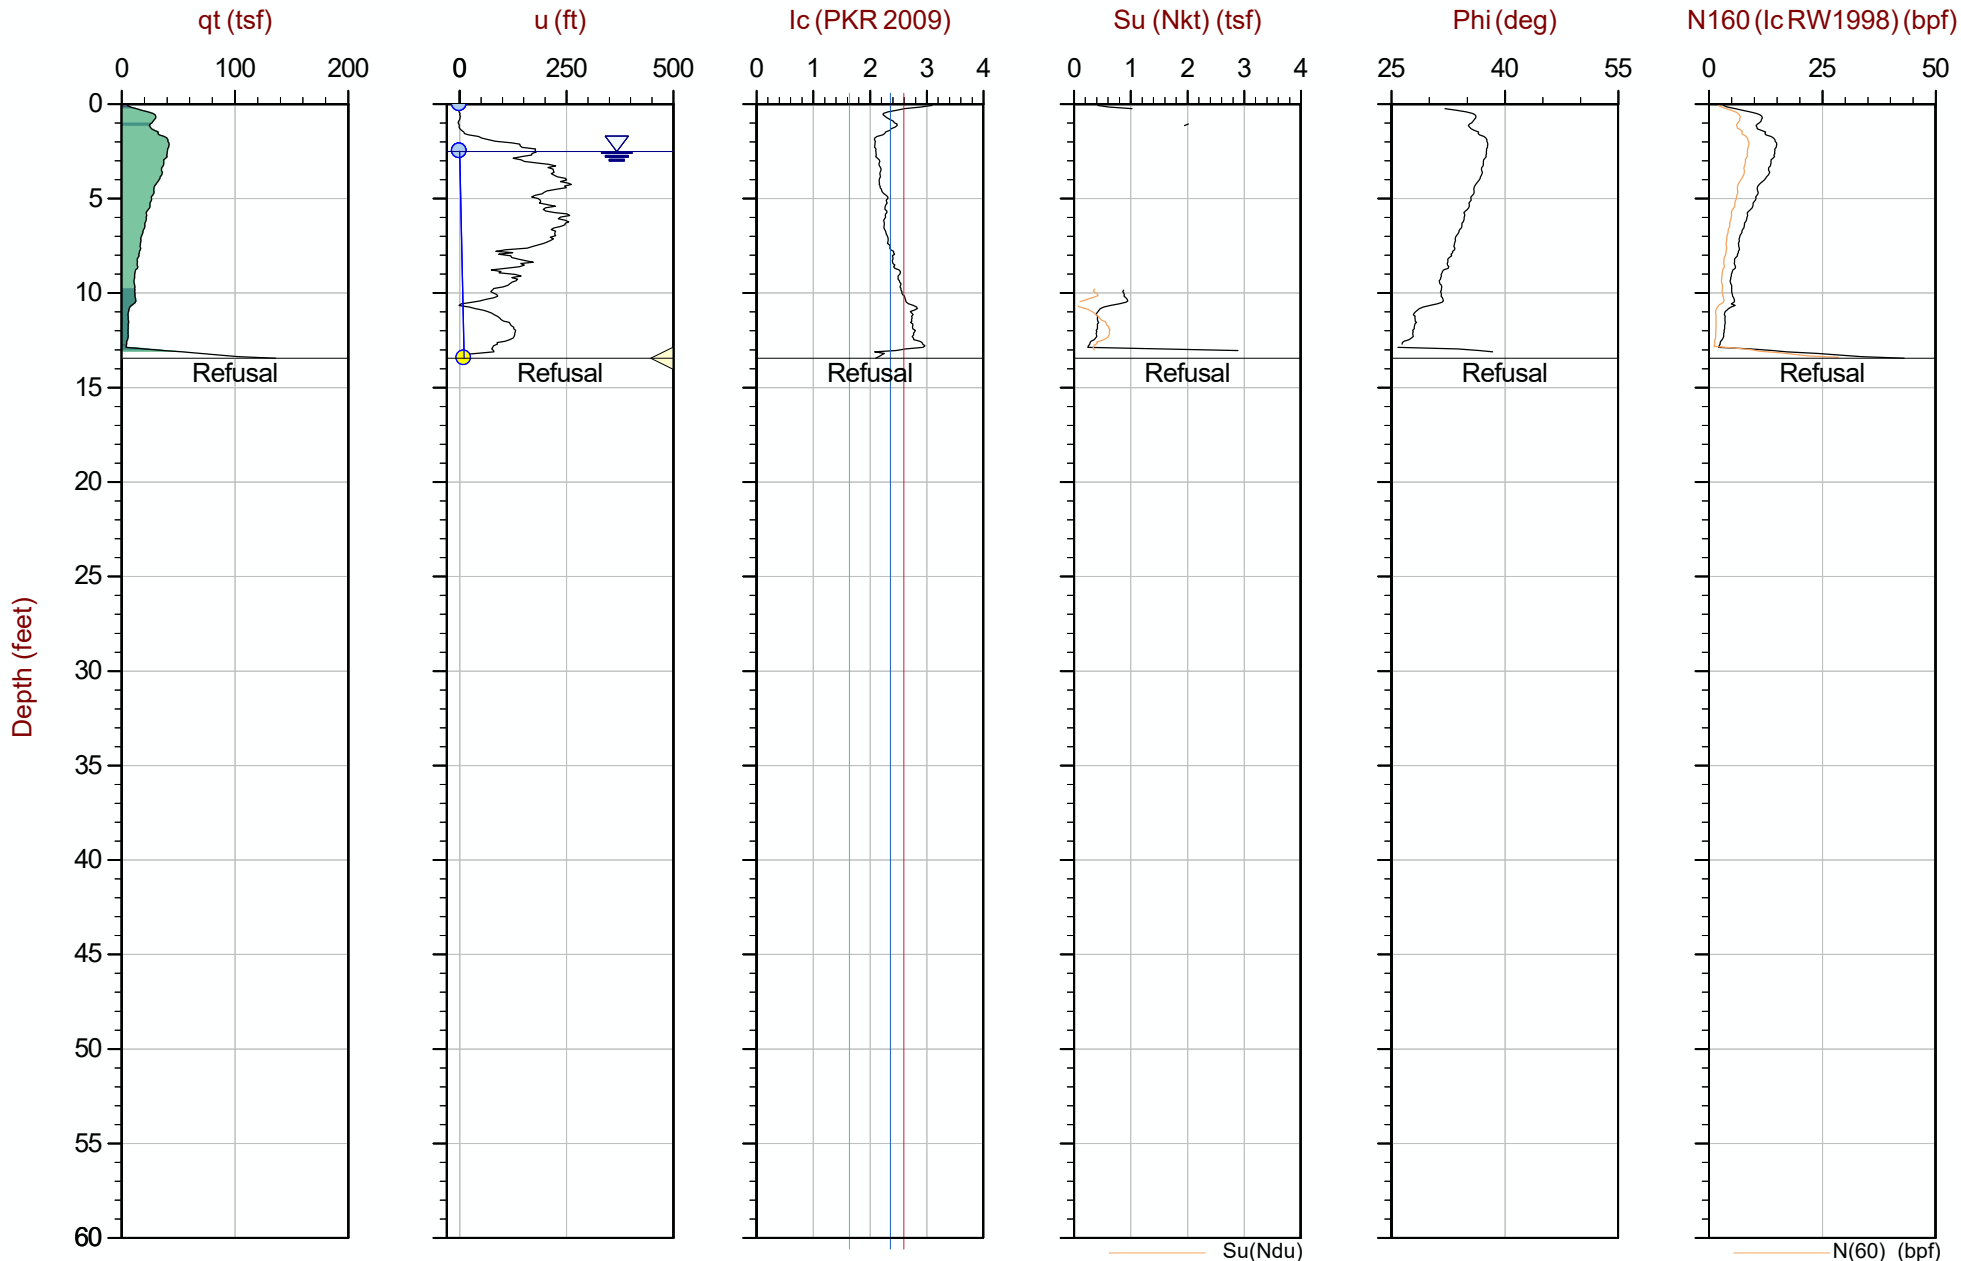 qt (tsf) u (ft) Ic (PKR 2009) Su (Nkt) (tsf) Phi (deg) N160 (Ic RW1998) (bpf)
0 100 200 0 250 500 0 1 2 3 4 0 1 2 3 4 25 40 55 0 25 50
0
5
10
Refusal Refusal Refusal Refusal Refusal Refusal
15
20
25
30
35
40
45
50
55
60
Depth (feet)
Su(Ndu) N(60) (bpf)